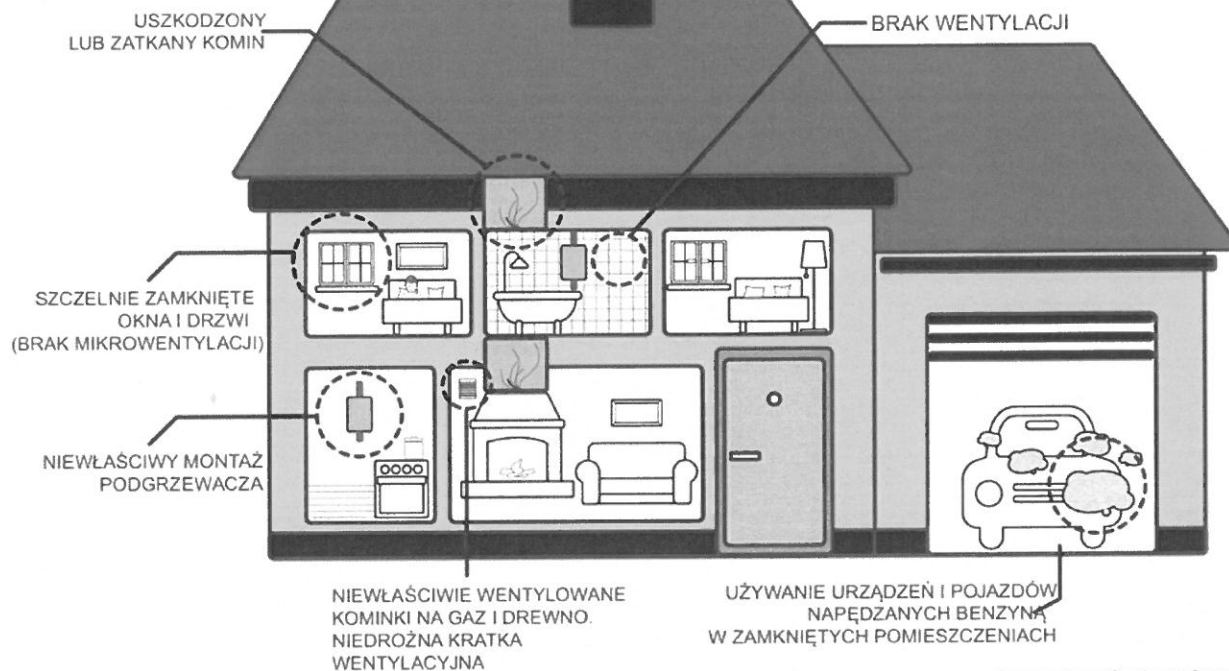 USZKODZONY
LUB ZATKANY KOMIN
BRAK WENTYLACJI
SZCZELNIE ZAMKNIĘTE
OKNA I DRZWI
(BRAK MIKROWENTYLACJI)
NIEWŁAŚCIWY MONTAŻ
PODGRZEWACZA
NIEWŁAŚCIWIE WENTYLOWANE
KOMINKI NA GAZ I DREWNO.
NIEDROŻNA KRATKA
WENTYLACYJNA
UŻYWANIE URZĄDZEŃ I POJAZDÓW
NAPĘDZANYCH BENZYNĄ
W ZAMKNIĘTYCH POMIESZCZENIACH